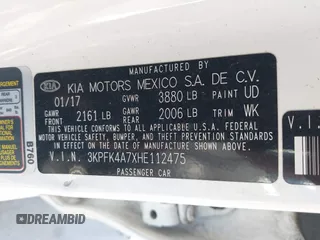 MANUFACTURED BY
KIA KIA MOTORS MEXICO S.A. DE C.V.
01/17 GVWR 3880 LB PAINT UD
GAWR FRONT 2161 LB GAWR REAR 2006 LB TRIM WK
THIS VEHICLE CONFORMS TO ALL APPLICABLE FEDERAL
MOTOR VEHICLE SAFETY, BUMPER, AND THEFT PREVENTION
STANDARDS IN EFFECT ON THE DATE OF
MANUFACTURE SHOWN ABOVE.
V.I.N. 3KPFK4A7XHE112475
PASSENGER CAR
B760
V.I.N
DREAMBID